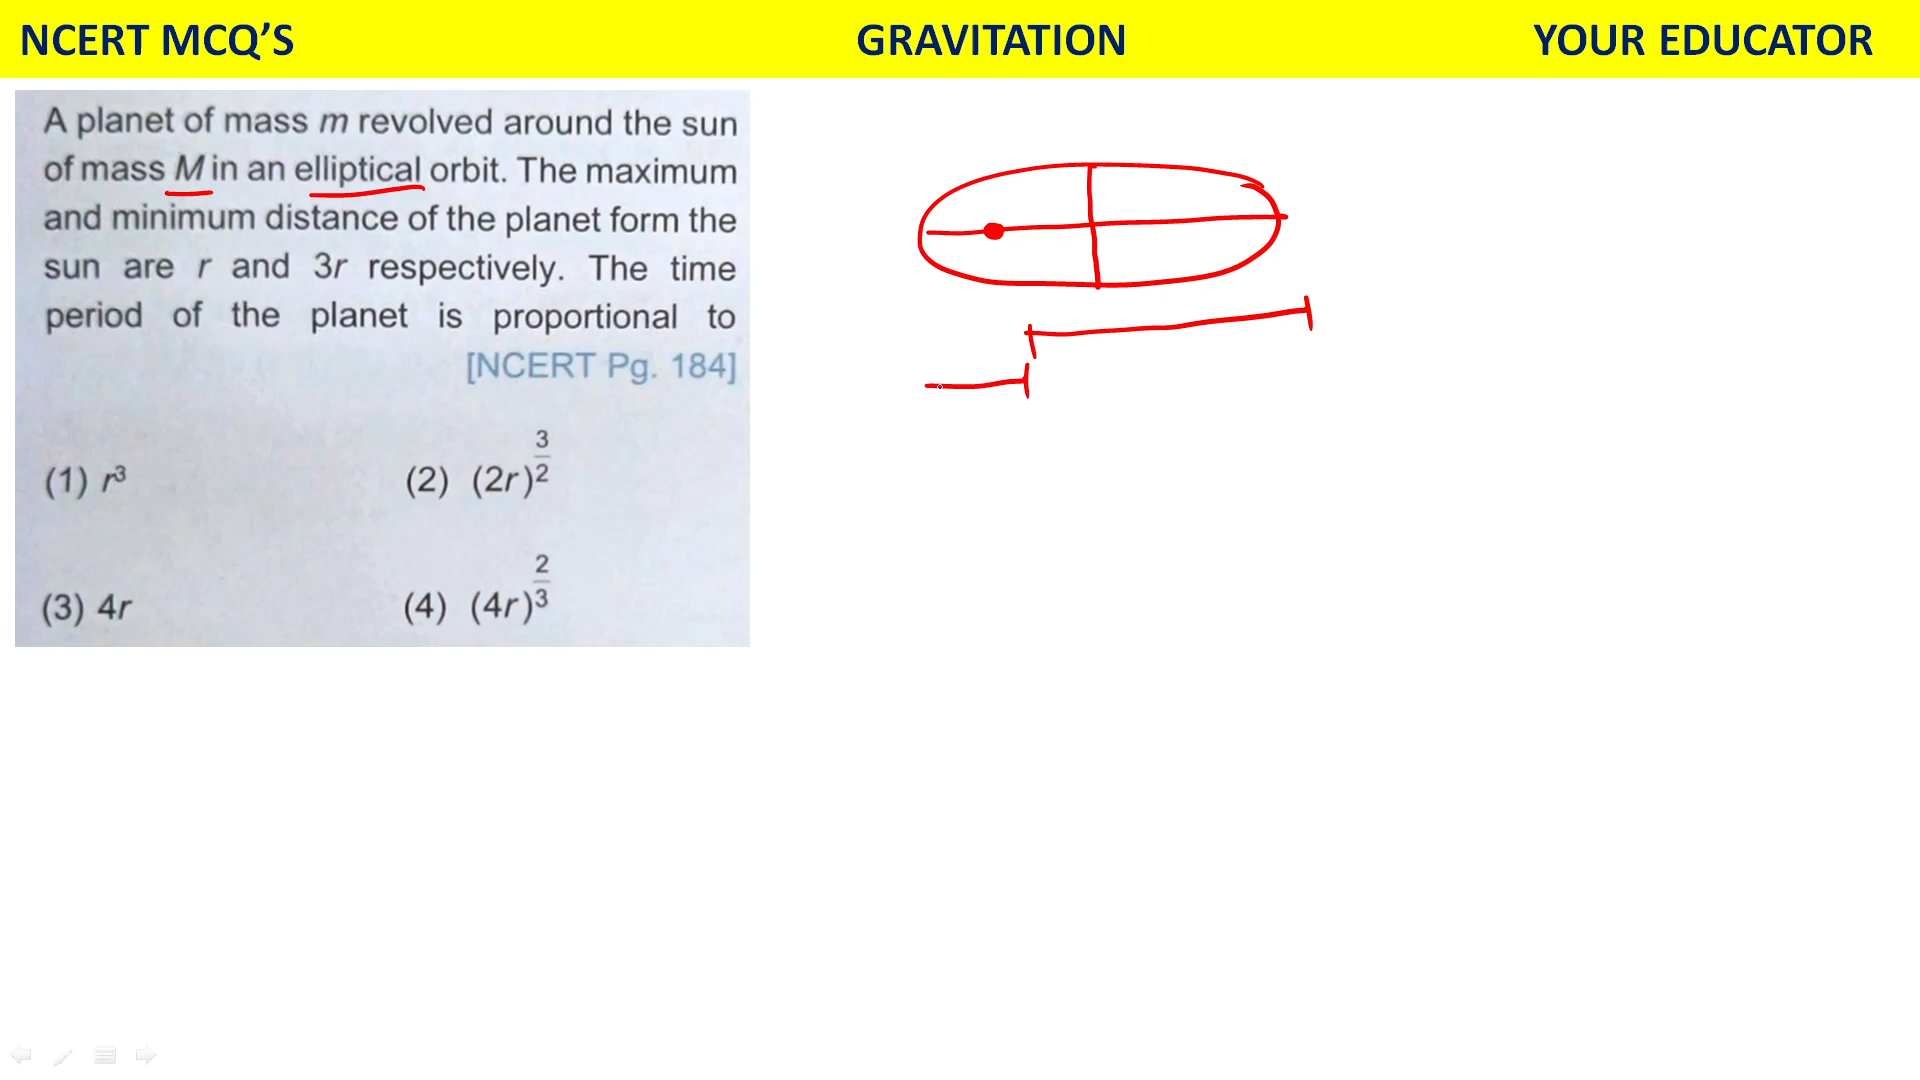 NCERT MCQ’S GRAVITATION YOUR EDUCATOR
A planet of mass m revolved around the sun
of mass M in an elliptical orbit. The maximum
and minimum distance of the planet form the
sun are r and 3r respectively. The time
period of the planet is proportional to
[NCERT Pg. 184]
(1) r³ (2) (2r)^(3/2)
(3) 4r (4) (4r)^(2/3)